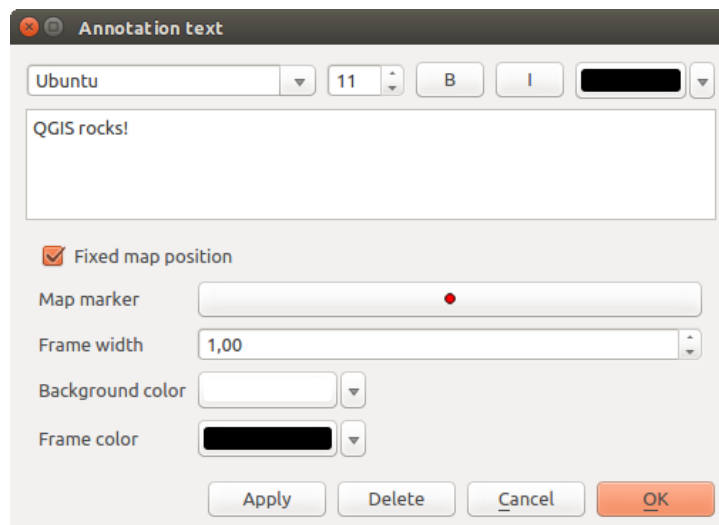 Annotation text
Ubuntu 11 B I
QGIS rocks!
Fixed map position
Map marker
Frame width 1,00
Background color
Frame color
Apply Delete Cancel OK